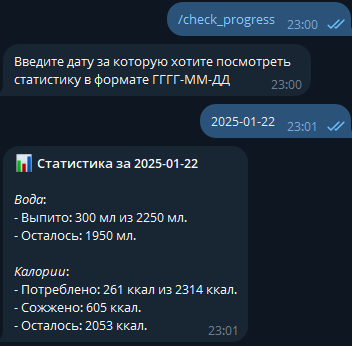 /check_progress 23:00
Введите дату за которую хотите посмотреть
статистику в формате ГГГГ-ММ-ДД
23:00
2025-01-22 23:01
📊 Статистика за 2025-01-22
Вода:
- Выпито: 300 мл из 2250 мл.
- Осталось: 1950 мл.
Калории:
- Потреблено: 261 ккал из 2314 ккал.
- Сожжено: 605 ккал.
- Осталось: 2053 ккал.
23:01